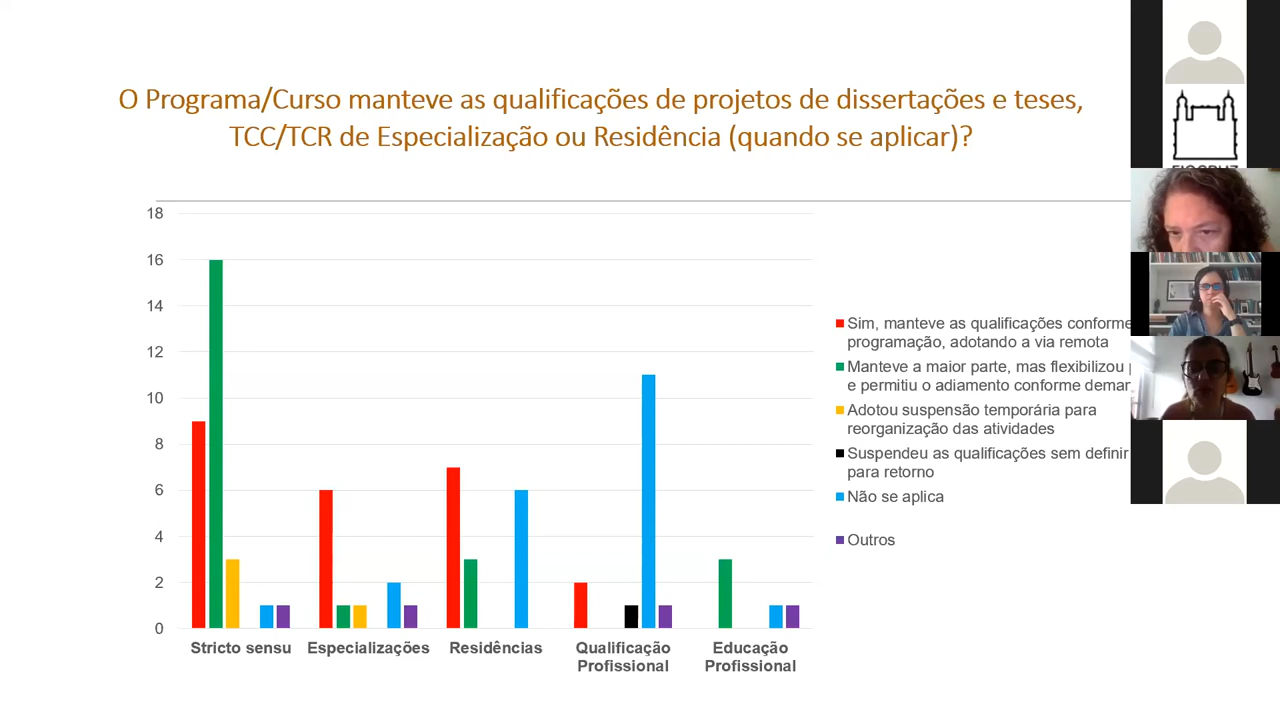 O Programa/Curso manteve as qualificações de projetos de dissertações e teses,
TCC/TCR de Especialização ou Residência (quando se aplicar)?
18
16
14
12
10
8
6
4
2
0
Stricto sensu
Especializações
Residências
Qualificação
Profissional
Educação
Profissional
Sim, manteve as qualificações conforme
programação, adotando a via remota
Manteve a maior parte, mas flexibilizou
e permitiu o adiamento conforme
Adotou suspensão temporária para
reorganização das atividades
Suspendeu as qualificações sem definir
para retorno
Não se aplica
Outros